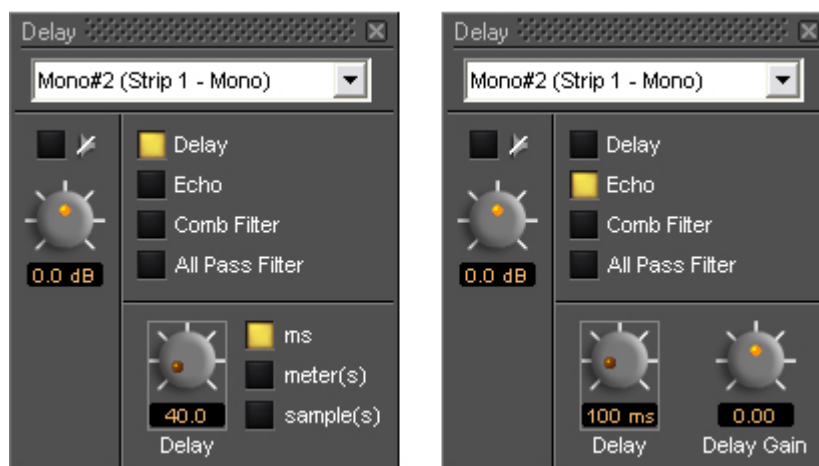 Delay
Mono#2 (Strip 1 - Mono)
Delay
Echo
Comb Filter
All Pass Filter
0.0 dB
ms
meter(s)
sample(s)
40.0
Delay
Delay
Mono#2 (Strip 1 - Mono)
Delay
Echo
Comb Filter
All Pass Filter
0.0 dB
100 ms
0.00
Delay
Delay Gain